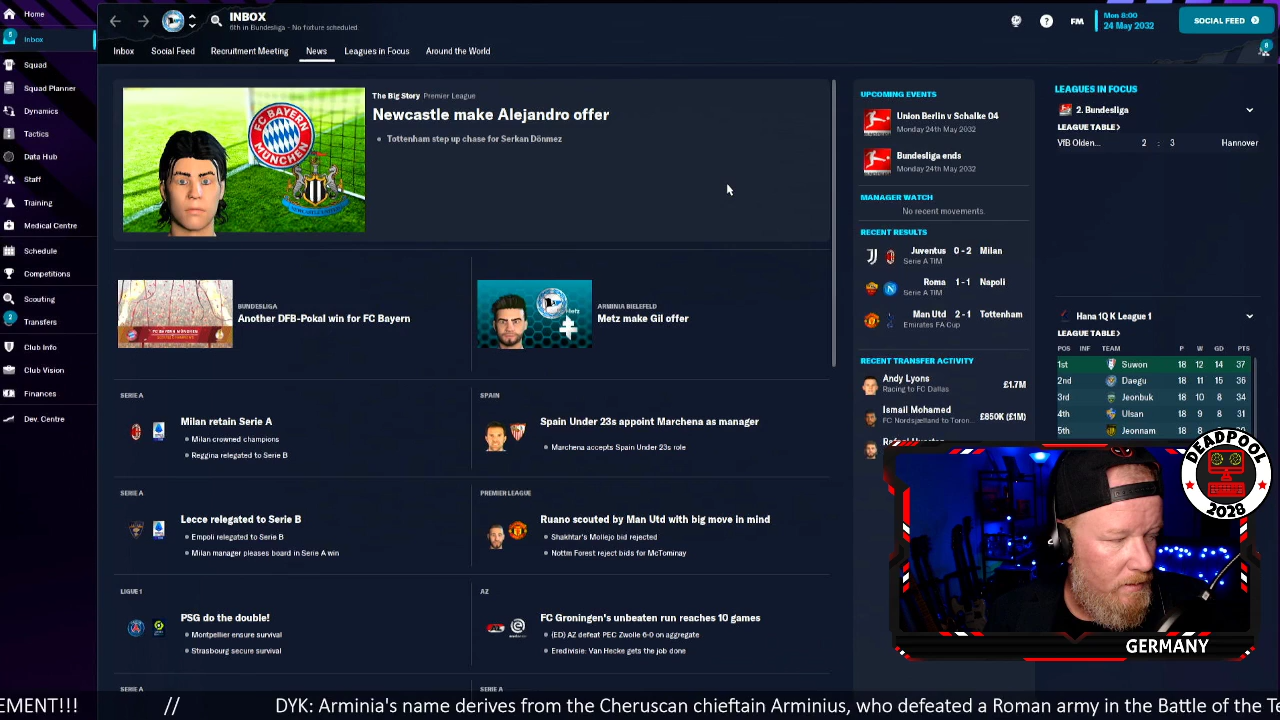 Home
INBOX
6th in Bundesliga - No fixture scheduled.
FM
Mon 8:00
24 May 2032
SOCIAL FEED
5
Inbox
8
Inbox
Social Feed
Recruitment Meeting
News
Leagues in Focus
Around the World
Squad
Squad Planner
Dynamics
Tactics
Data Hub
Staff
Training
Medical Centre
Schedule
Competitions
Scouting
2
Transfers
Club Info
Club Vision
Finances
Dev. Centre
The Big Story Premier League
Newcastle make Alejandro offer
Tottenham step up chase for Serkan Dönmez
FC BAYERN
MÜNCHEN
BUNDESLIGA
Another DFB-Pokal win for FC Bayern
ARMINIA BIELEFELD
Metz make Gil offer
SERIE A
Milan retain Serie A
Milan crowned champions
Reggina relegated to Serie B
SPAIN
Spain Under 23s appoint Marchena as manager
Marchena accepts Spain Under 23s role
SERIE A
Lecce relegated to Serie B
Empoli relegated to Serie B
Milan manager pleases board in Serie A win
PREMIER LEAGUE
Ruano scouted by Man Utd with big move in mind
Shakhtar's Mollejo bid rejected
Nottm Forest reject bids for McTominay
LIGUE 1
PSG do the double!
Montpellier ensure survival
Strasbourg secure survival
AZ
FC Groningen's unbeaten run reaches 10 games
(ED) AZ defeat PEC Zwolle 6-0 on aggregate
Eredivisie: Van Hecke gets the job done
SERIE A
SERIE A
UPCOMING EVENTS
Union Berlin v Schalke 04
Monday 24th May 2032
Bundesliga ends
Monday 24th May 2032
MANAGER WATCH
No recent movements.
RECENT RESULTS
Juventus 0 - 2 Milan
Serie A TIM
Roma 1 - 1 Napoli
Serie A TIM
Man Utd 2 - 1 Tottenham
Emirates FA Cup
RECENT TRANSFER ACTIVITY
Andy Lyons
Racing to FC Dallas
£1.7M
Ismail Mohamed
FC Nordsjælland to Toron...
£850K (£1M)
LEAGUES IN FOCUS
2. Bundesliga
LEAGUE TABLE
VfB Olden... 2 : 3 Hannover
Hana 1Q K League 1
LEAGUE TABLE
POS INF TEAM P W GD PTS
1st Suwon 18 12 14 37
2nd Daegu 18 11 15 36
3rd Jeonbuk 18 10 8 34
4th Ulsan 18 9 8 31
5th Jeonnam 18 8
DEADPOOL
2028
GERMANY
EMENT!!! // DYK: Arminia's name derives from the Cheruscan chieftain Arminius, who defeated a Roman army in the Battle of the Te